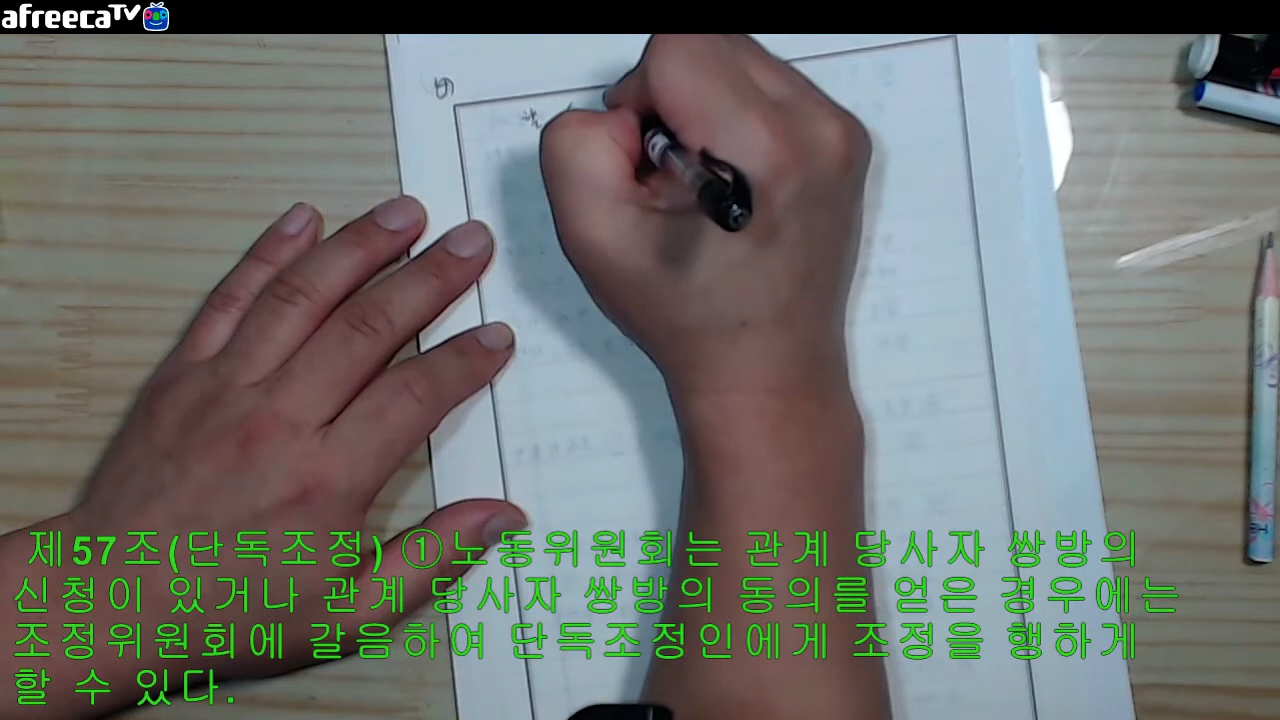 afreecaTV
제57조(단독조정) ①노동위원회는 관계 당사자 쌍방의
신청이 있거나 관계 당사자 쌍방의 동의를 얻은 경우에는
조정위원회에 갈음하여 단독조정인에게 조정을 행하게
할 수 있다.